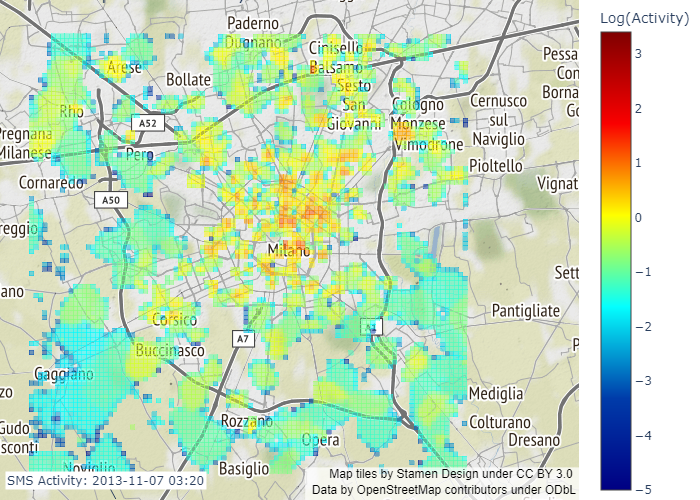 Log(Activity)
Paderno
Dugnano
Cinisello
Balsamo
Arese
Bollate
Sesto
San
Giovanni
Pessa
Con
Borna
Go
Rho
A52
Cologno
Monzese
Cernusco
sul
Naviglio
Pregnana
Milanese
Pero
Vimodrone
Pioltello
Cornaredo
Vignat
A50
reggio
Milano
Sett
ano
Pantigliate
Corsico
A7
A1
Buccinasco
P
Gaggiano
zo
Mediglia
Rozzano
Colturano
Gudo
sconti
Opera
Dresano
Noviglio
Basiglio
SMS Activity: 2013-11-07 03:20
Map tiles by Stamen Design under CC BY 3.0
Data by OpenStreetMap contributors under ODbL
3
2
1
0
−1
−2
−3
−4
−5